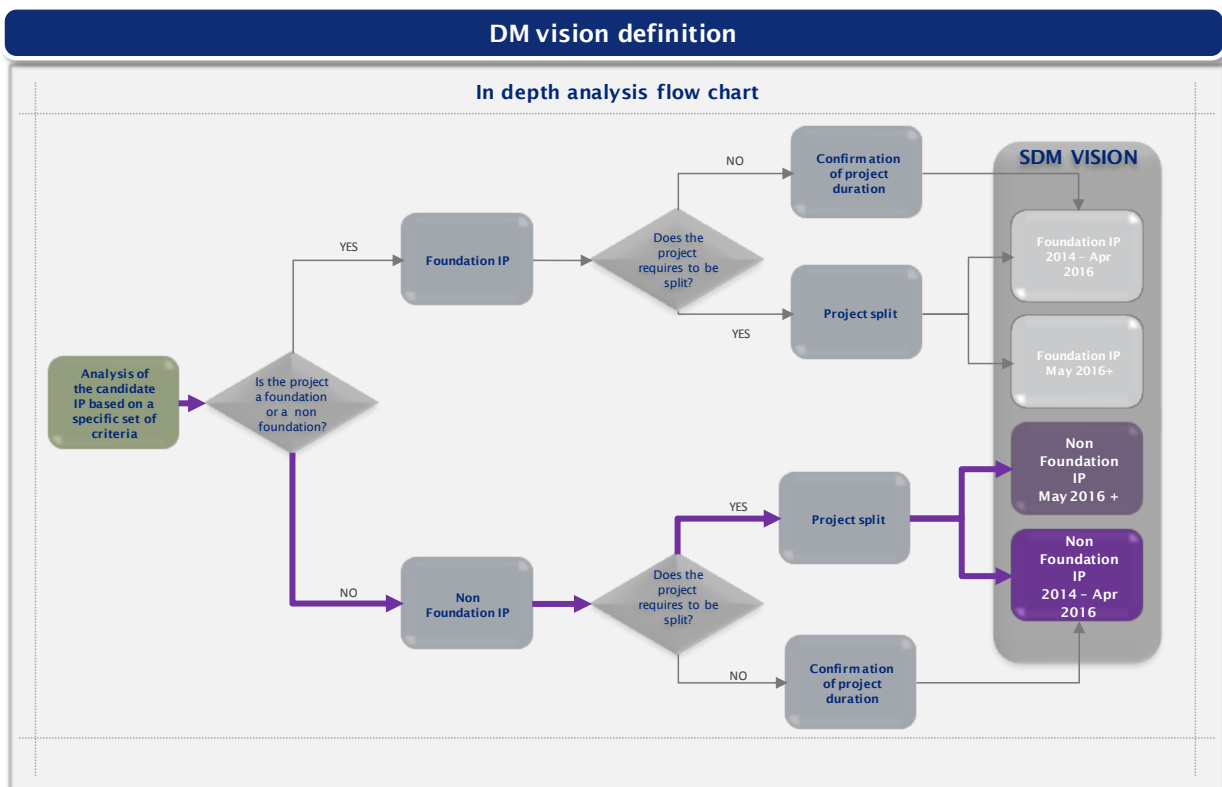 DM vision definition
In depth analysis flow chart
SDM VISION
NO
Confirmation
of project
duration
YES
Foundation IP
Does the
project
requires to be
split?
Foundation IP
2014 – Apr
2016
YES
Project split
Foundation IP
May 2016+
Analysis of
the candidate
IP based on a
specific set of
criteria
Is the project
a foundation
or a non
foundation?
Non
Foundation
IP
May 2016 +
YES
Project split
NO
Non
Foundation IP
Does the
project
requires to be
split?
Non
Foundation
IP
2014 – Apr
2016
NO
Confirmation
of project
duration